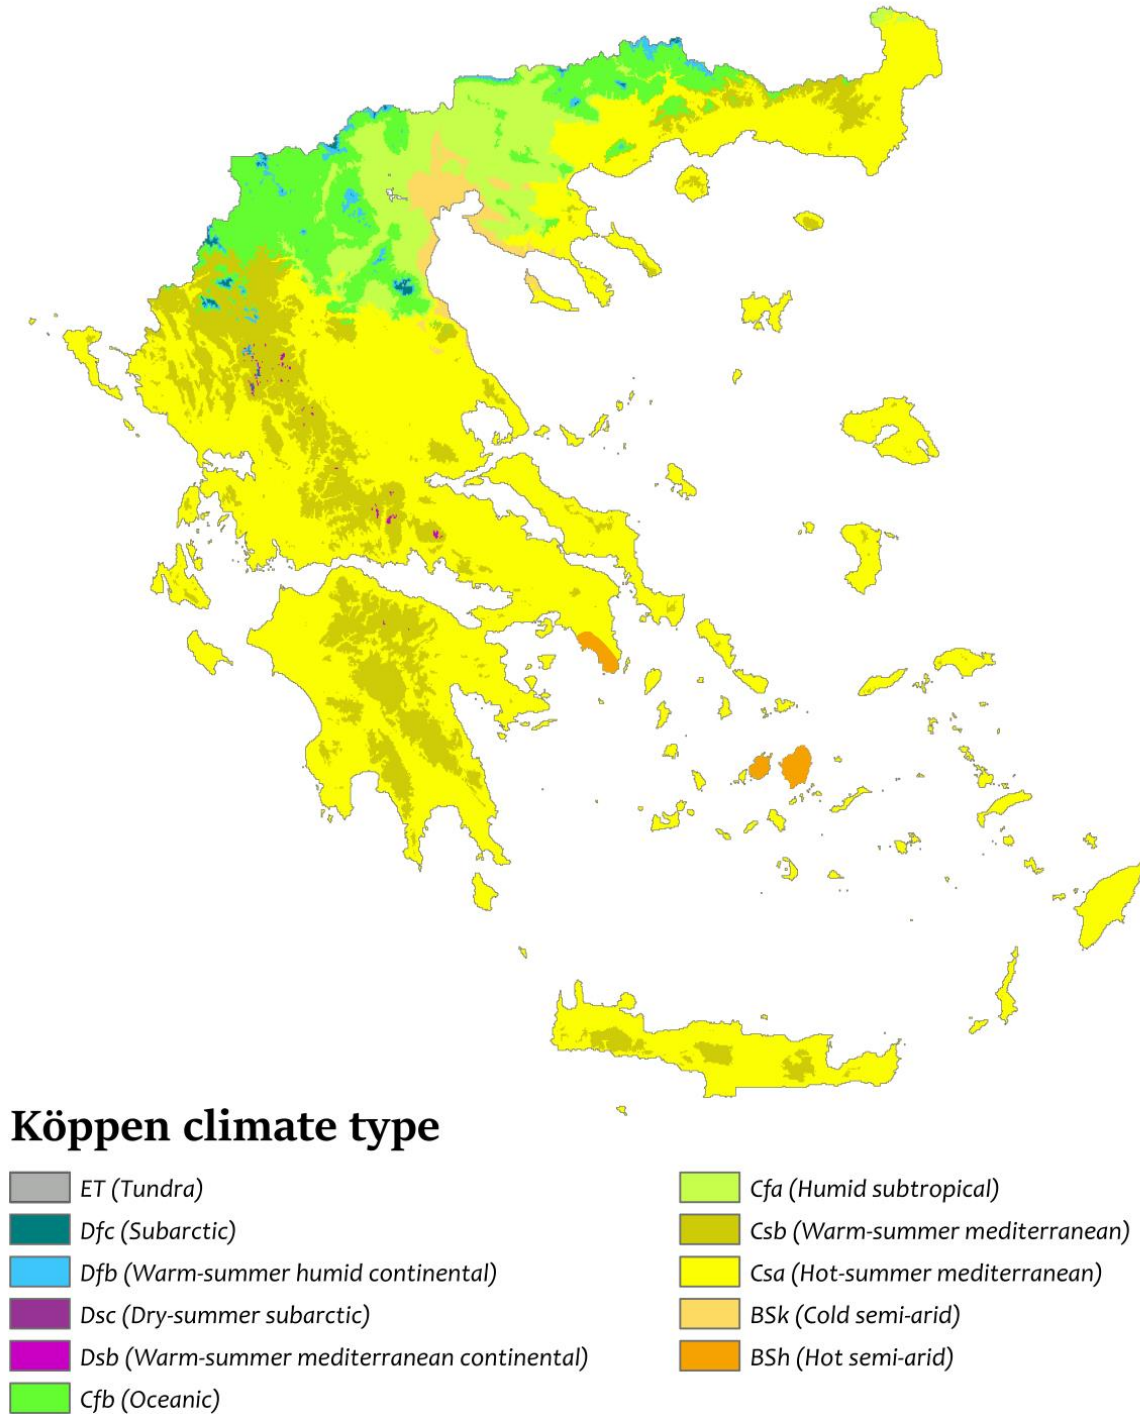 Köppen climate type
ET (Tundra)
Dfc (Subarctic)
Dfb (Warm-summer humid continental)
Dsc (Dry-summer subarctic)
Dsb (Warm-summer mediterranean continental)
Cfb (Oceanic)
Cfa (Humid subtropical)
Csb (Warm-summer mediterranean)
Csa (Hot-summer mediterranean)
BSk (Cold semi-arid)
BSh (Hot semi-arid)